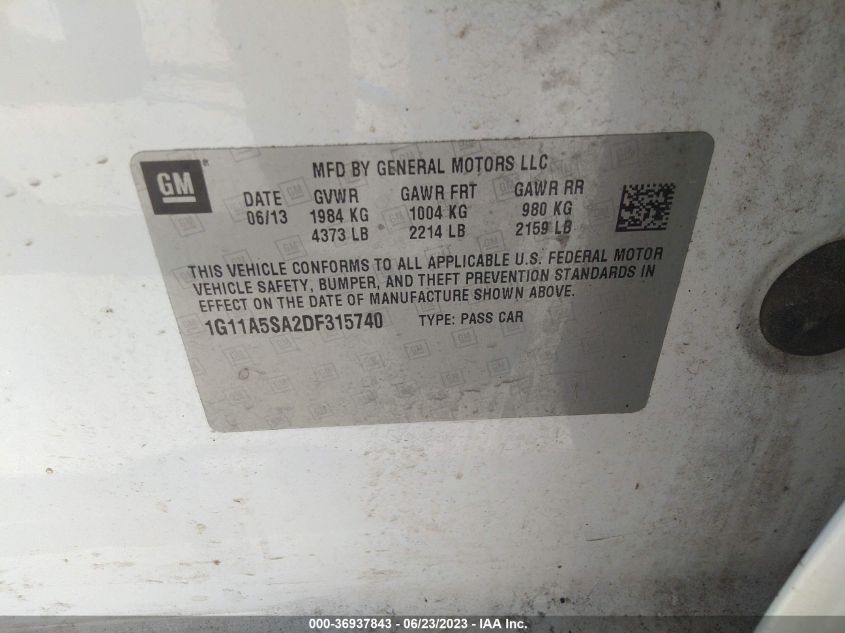 GM ®
MFD BY GENERAL MOTORS LLC
DATE GVWR GAWR FRT GAWR RR
06/13 1984 KG 1004 KG 980 KG
4373 LB 2214 LB 2159 LB
THIS VEHICLE CONFORMS TO ALL APPLICABLE U.S. FEDERAL MOTOR
VEHICLE SAFETY, BUMPER, AND THEFT PREVENTION STANDARDS IN
EFFECT ON THE DATE OF MANUFACTURE SHOWN ABOVE.
1G11A5SA2DF315740 TYPE: PASS CAR
000-36937843 / 06/23/2023 - IAA Inc.